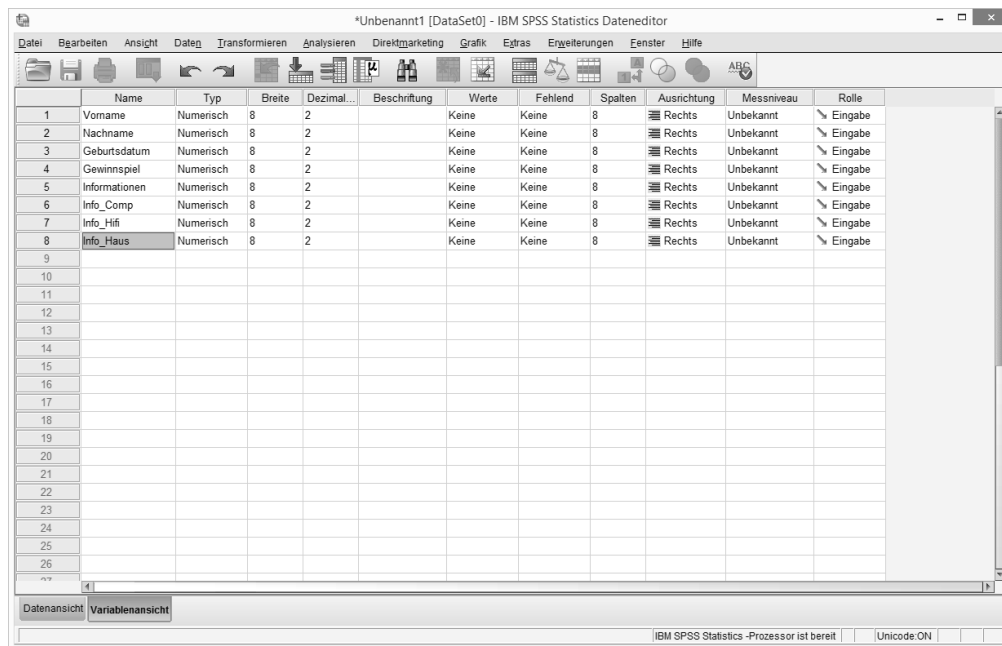 *Unbenannt1 [DataSet0] - IBM SPSS Statistics Dateneditor
Datei Bearbeiten Ansicht Daten Transformieren Analysieren Direktmarketing Grafik Extras Erweiterungen Fenster Hilfe
Name Typ Breite Dezimal... Beschriftung Werte Fehlend Spalten Ausrichtung Messniveau Rolle
1 Vorname Numerisch 8 2 Keine Keine 8 Rechts Unbekannt Eingabe
2 Nachname Numerisch 8 2 Keine Keine 8 Rechts Unbekannt Eingabe
3 Geburtsdatum Numerisch 8 2 Keine Keine 8 Rechts Unbekannt Eingabe
4 Gewinnspiel Numerisch 8 2 Keine Keine 8 Rechts Unbekannt Eingabe
5 Informationen Numerisch 8 2 Keine Keine 8 Rechts Unbekannt Eingabe
6 Info_Comp Numerisch 8 2 Keine Keine 8 Rechts Unbekannt Eingabe
7 Info_Hifi Numerisch 8 2 Keine Keine 8 Rechts Unbekannt Eingabe
8 Info_Haus Numerisch 8 2 Keine Keine 8 Rechts Unbekannt Eingabe
9
10
11
12
13
14
15
16
17
18
19
20
21
22
23
24
25
26
27
Datenansicht Variablenansicht
IBM SPSS Statistics -Prozessor ist bereit Unicode:ON